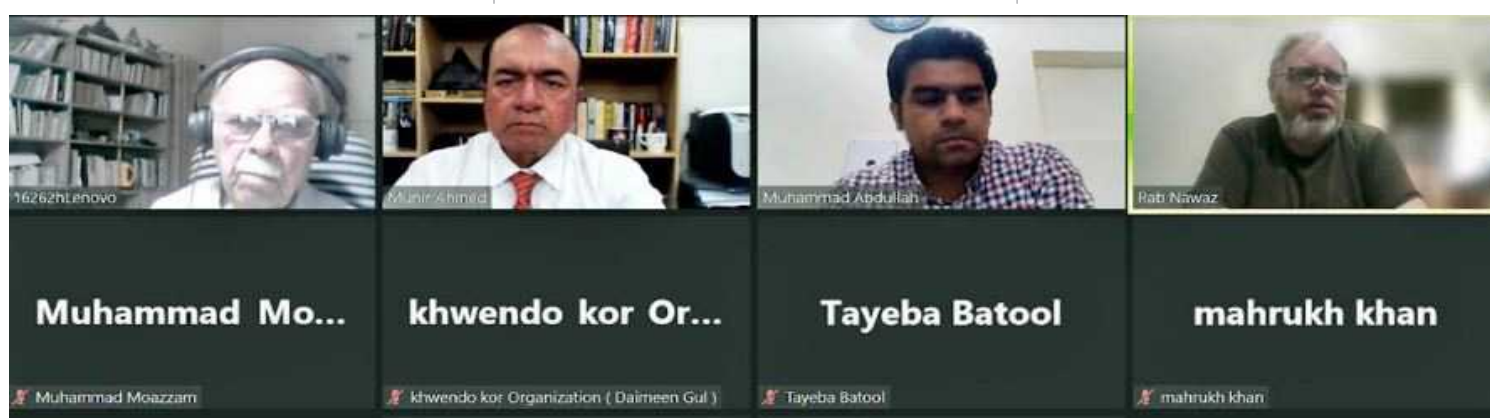 16262hLenovo
Munir Ahmed
Muhammad Abdullah
Rab Nawaz
Muhammad Mo...
khwendo kor Or...
Tayeba Batool
mahrukh khan
Muhammad Moazzam
khwendo kor Organization ( Daimeen Gul )
Tayeba Batool
mahrukh khan